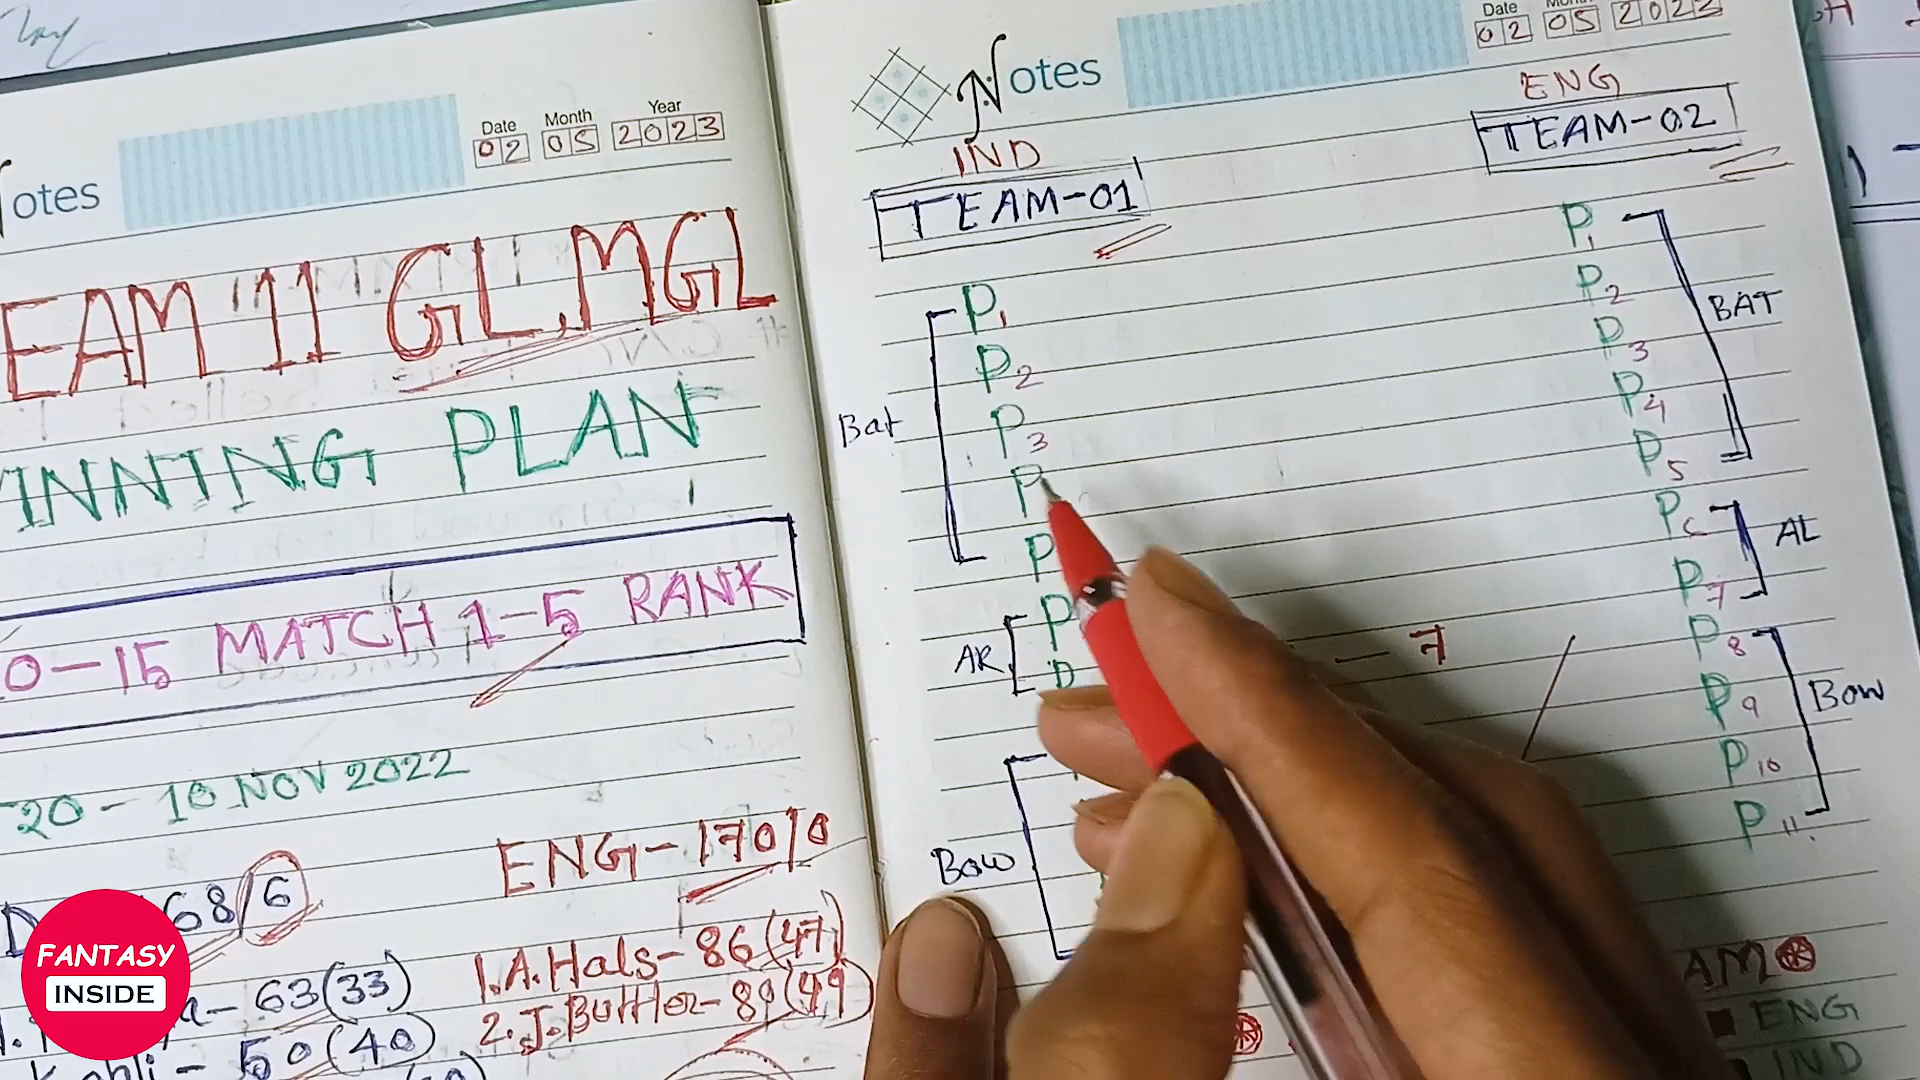 otes
Date Month Year
02 05 2023
EAM 11 GL,MGL
INNING PLAN
0-15 MATCH 1-5 RANK
20-10 NOV 2022
68/6
ENG-170/0
63(33)
50(40)
1.A.Hals-86(47)
2.J.Buttler-80(49)
FANTASY
INSIDE
Notes
Date
02 05 2023
IND
TEAM-01
ENG
TEAM-02
Bat
P1
P2
P3
P
P
AR
P
Bow
- 7
P1
P2
P3
P4
P5
BAT
P6
P7
AL
P8
P9
P10
P11
Bow
AM
ENG
IND